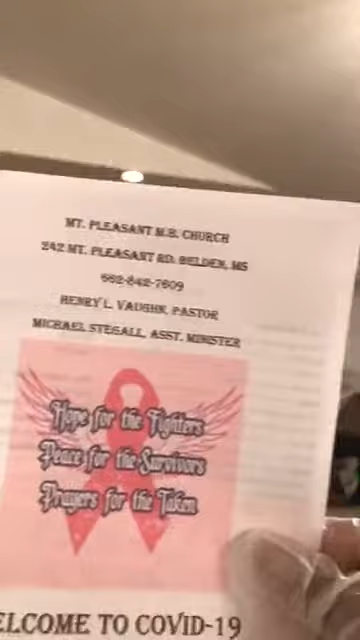 MT. PLEASANT M.B. CHURCH
242 MT. PLEASANT RD. BELDEN, MS
662-842-7609
HENRY L. VAUGHN, PASTOR
MICHAEL STEGALL, ASST. MINISTER
Hope for the Fighters
Peace for the Survivors
Prayers for the Taken
ELCOME TO COVID-19